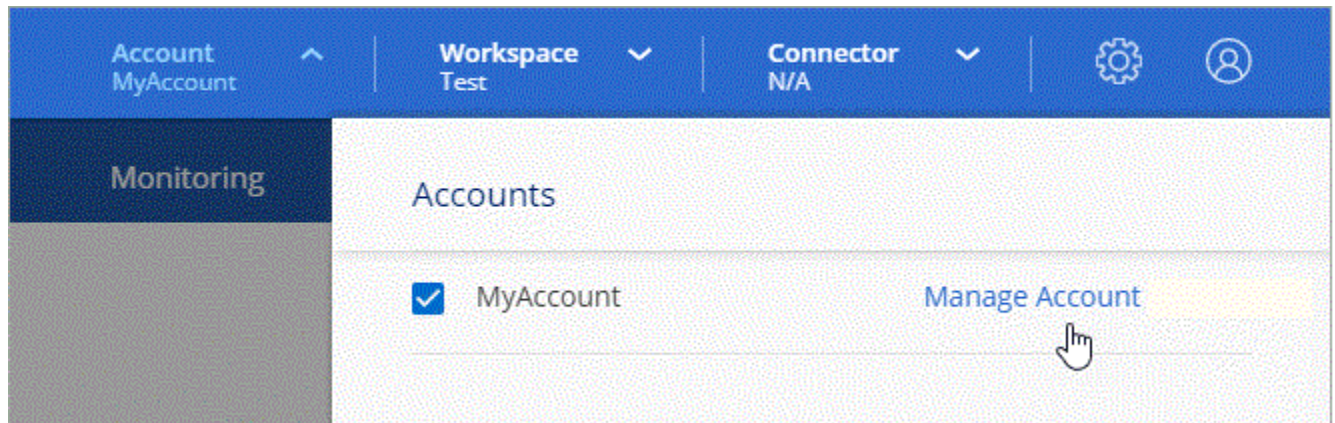 Account
MyAccount
Workspace
Test
Connector
N/A
Monitoring
Accounts
MyAccount
Manage Account